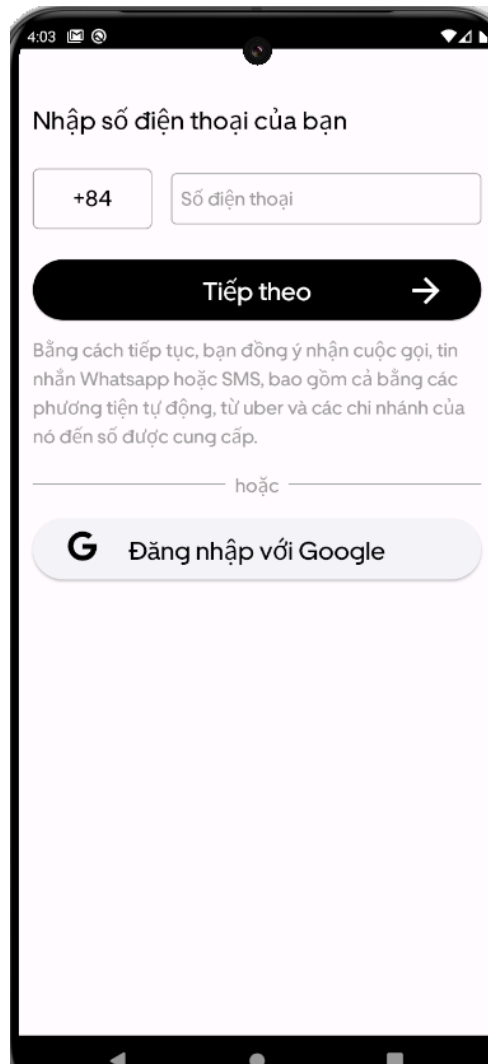 4:03
Nhập số điện thoại của bạn
+84
Số điện thoại
Tiếp theo
Bằng cách tiếp tục, bạn đồng ý nhận cuộc gọi, tin
nhắn Whatsapp hoặc SMS, bao gồm cả bằng các
phương tiện tự động, từ uber và các chi nhánh của
nó đến số được cung cấp.
hoặc
G Đăng nhập với Google